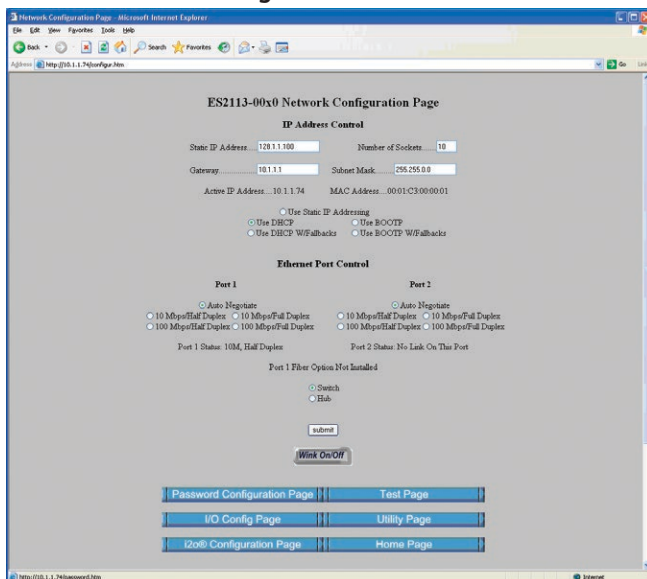 Network Configuration Page - Microsoft Internet Explorer
File Edit View Favorites Tools Help
Back Search Favorites
Address http://10.1.1.74/configur.htm Go Links
ES2113-00x0 Network Configuration Page
IP Address Control
Static IP Address..... 128.1.1.100 Number of Sockets...... 10
Gateway.................. 10.1.1.1 Subnet Mask......... 255.255.0.0
Active IP Address....10.1.1.74 MAC Address....00:01:C3:00:00:01
Use Static IP Addressing
Use DHCP Use BOOTP
Use DHCP W/Fallbacks Use BOOTP W/Fallbacks
Ethernet Port Control
Port 1 Port 2
Auto Negotiate Auto Negotiate
10 Mbps/Half Duplex 10 Mbps/Full Duplex 10 Mbps/Half Duplex 10 Mbps/Full Duplex
100 Mbps/Half Duplex 100 Mbps/Full Duplex 100 Mbps/Half Duplex 100 Mbps/Full Duplex
Port 1 Status: 10M, Half Duplex Port 2 Status: No Link On This Port
Port 1 Fiber Option Not Installed
Switch
Hub
submit
Wink On/Off
Password Configuration Page Test Page
I/O Config Page Utility Page
i2o® Configuration Page Home Page
http://10.1.1.74/password.htm Internet